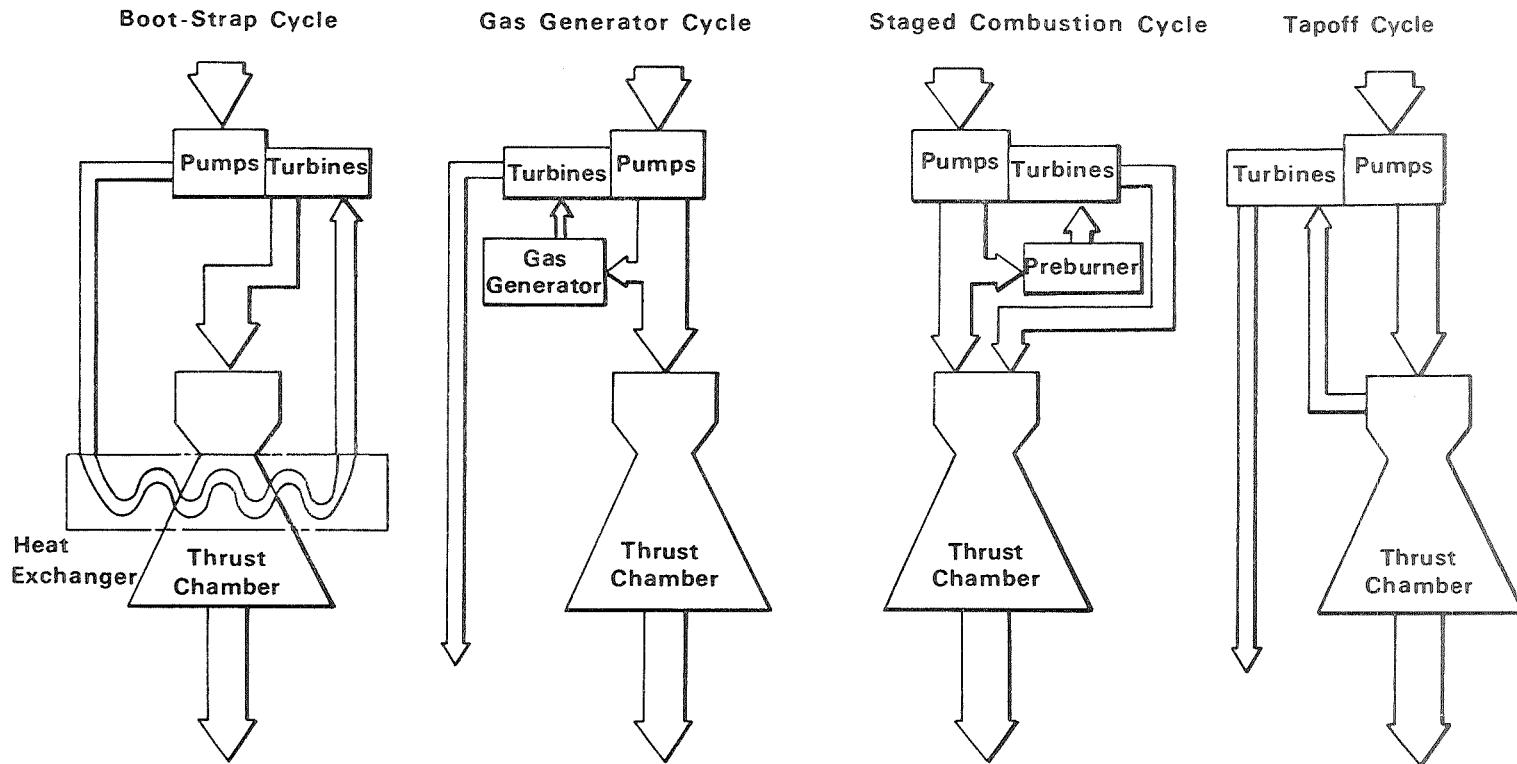 Boot-Strap Cycle
Pumps
Turbines
Heat
Exchanger
Thrust
Chamber
Gas Generator Cycle
Turbines
Pumps
Gas
Generator
Thrust
Chamber
Staged Combustion Cycle
Pumps
Turbines
Preburner
Thrust
Chamber
Tapoff Cycle
Turbines
Pumps
Thrust
Chamber